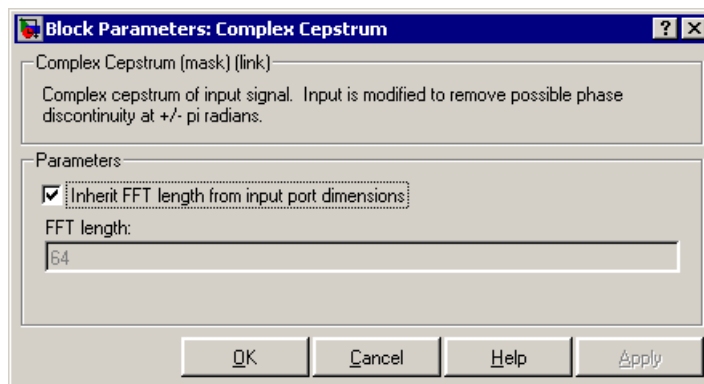 Block Parameters: Complex Cepstrum
Complex Cepstrum (mask) (link)
Complex cepstrum of input signal.  Input is modified to remove possible phase
discontinuity at +/- pi radians.
Parameters
Inherit FFT length from input port dimensions
FFT length:
64
OK Cancel Help Apply